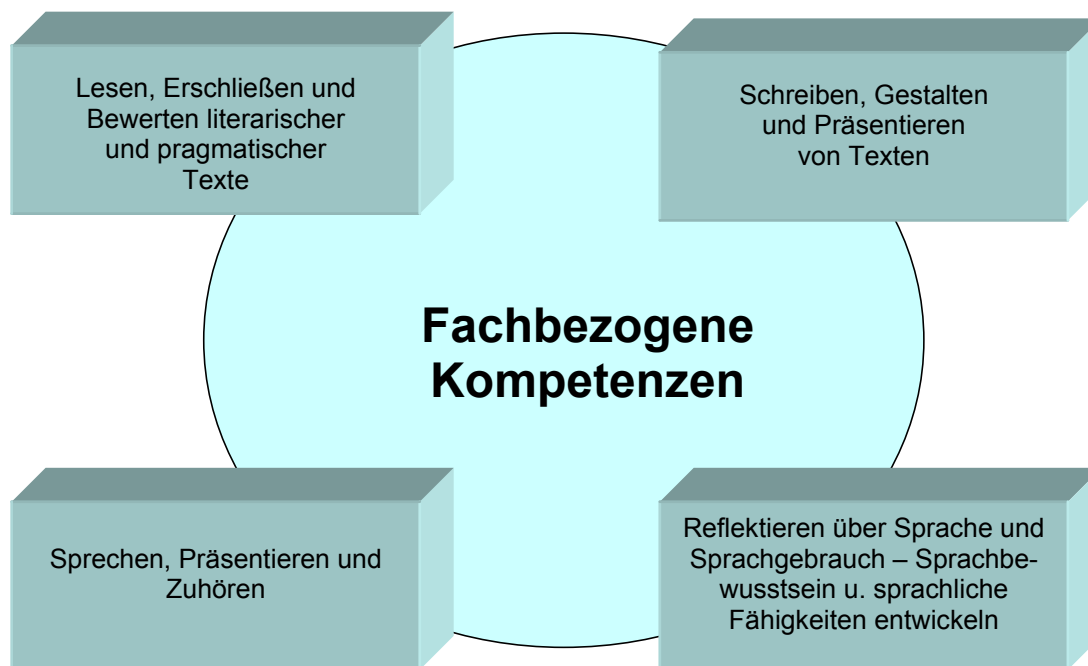 Lesen, Erschließen und
Bewerten literarischer
und pragmatischer
Texte
Schreiben, Gestalten
und Präsentieren
von Texten
Fachbezogene
Kompetenzen
Sprechen, Präsentieren und
Zuhören
Reflektieren über Sprache und
Sprachgebrauch – Sprachbe-
wusstsein u. sprachliche
Fähigkeiten entwickeln